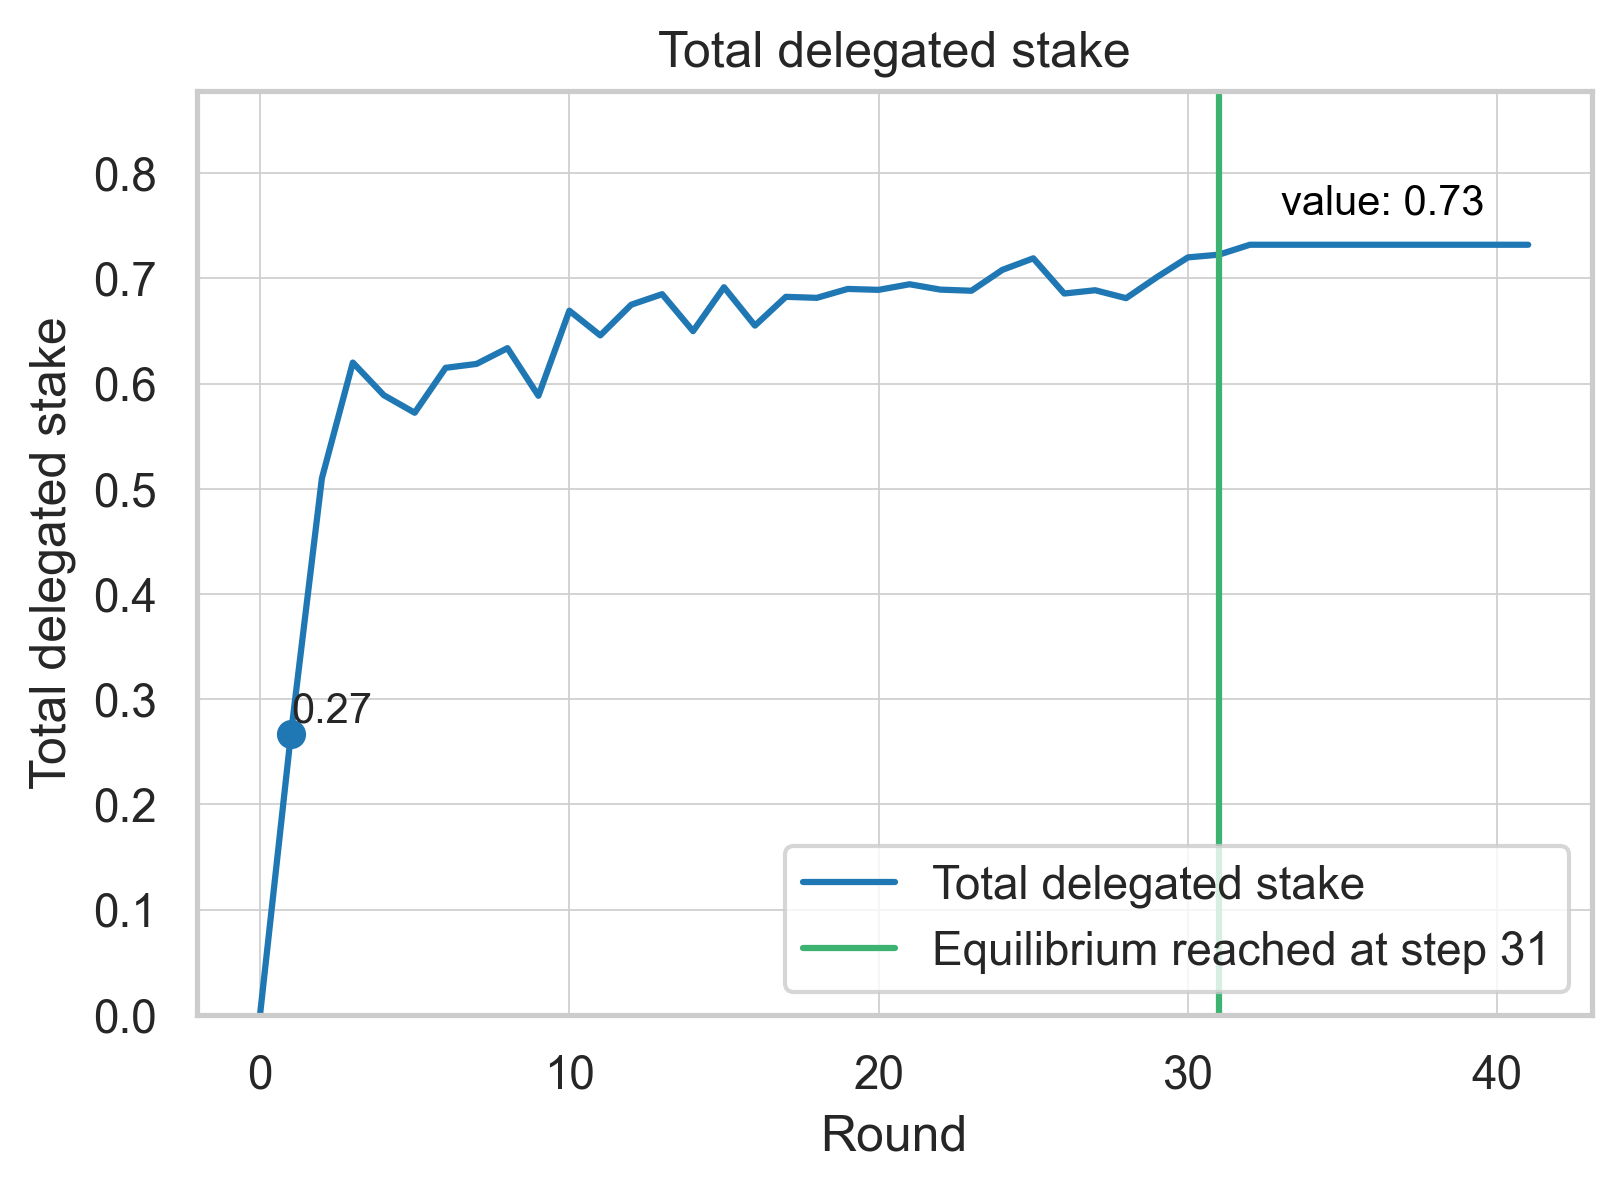 Total delegated stake
Total delegated stake
0.8
0.7
0.6
0.5
0.4
0.3
0.2
0.1
0.0
value: 0.73
0.27
Total delegated stake
Equilibrium reached at step 31
0 10 20 30 40
Round